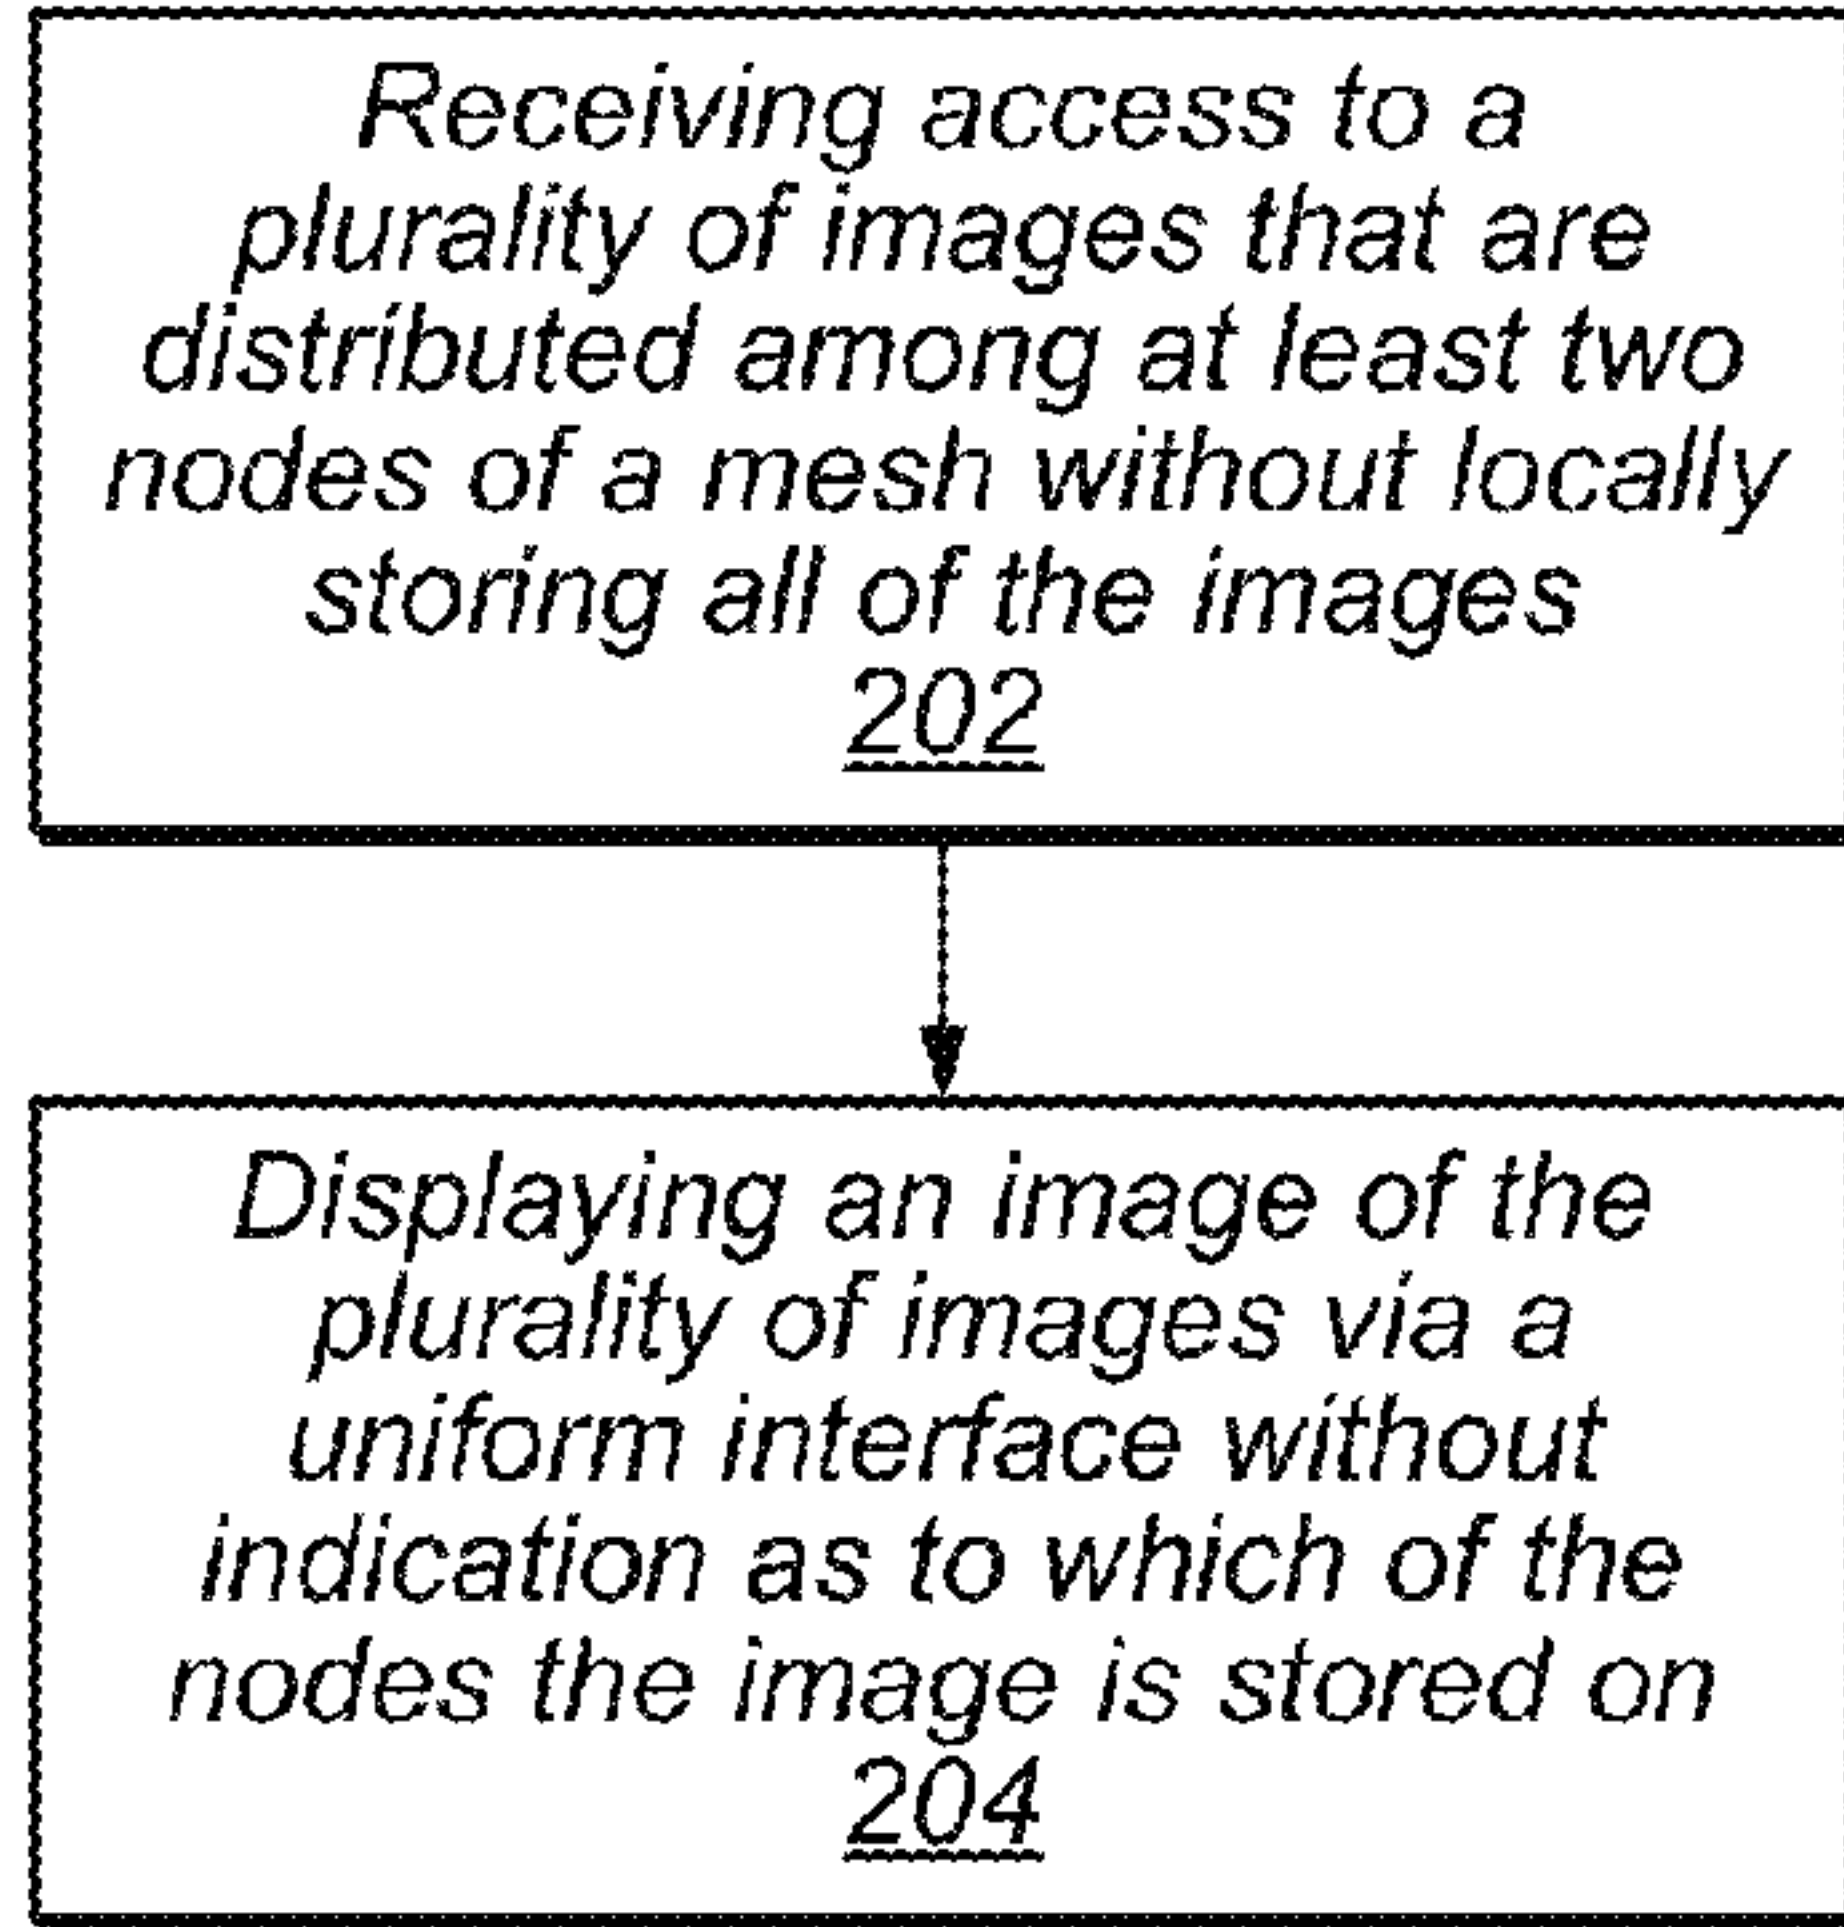 Receiving access to a
plurality of images that are
distributed among at least two
nodes of a mesh without locally
storing all of the images
202
Displaying an image of the
plurality of images via a
uniform interface without
indication as to which of the
nodes the image is stored on
204